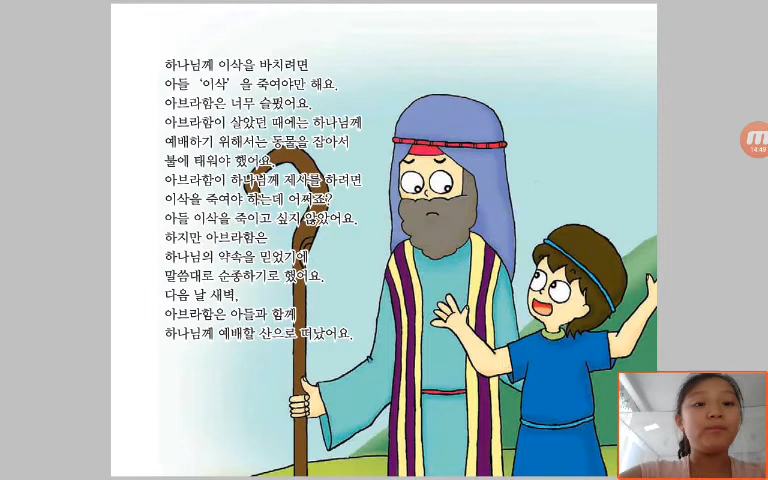 하나님께 이삭을 바치려면
아들 ‘이삭’ 을 죽여야만 해요.
아브라함은 너무 슬펐어요.
아브라함이 살았던 때에는 하나님께
예배하기 위해서는 동물을 잡아서
불에 태워야 했어요.
아브라함이 하나님께 제사를 하려면
이삭을 죽여야 하는데 어쩌죠?
아들 이삭을 죽이고 싶지 않았어요.
하지만 아브라함은
하나님의 약속을 믿었기에
말씀대로 순종하기로 했어요.
다음 날 새벽,
아브라함은 아들과 함께
하나님께 예배할 산으로 떠났어요.
14:49